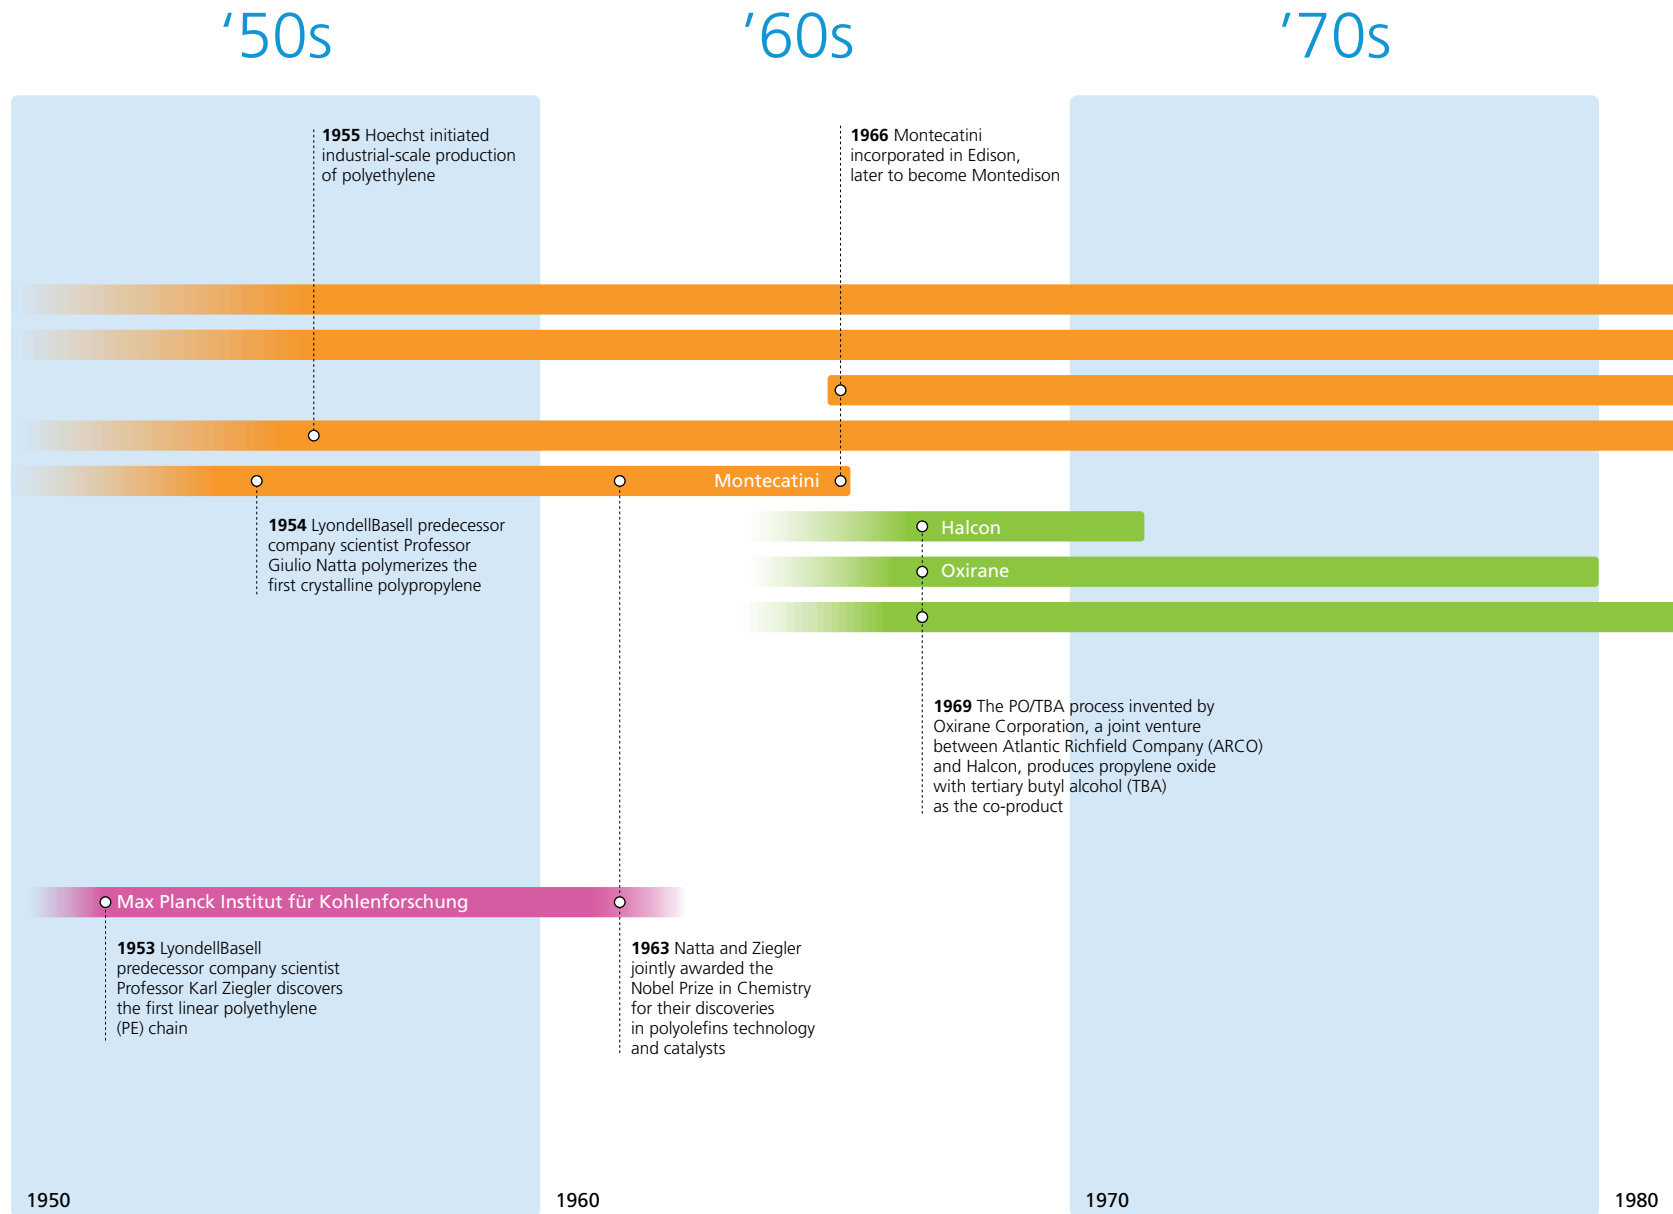 ‘50s
’60s
’70s
1955 Hoechst initiated
industrial-scale production
of polyethylene
1966 Montecatini
incorporated in Edison,
later to become Montedison
Montecatini
1954 LyondellBasell predecessor
company scientist Professor
Giulio Natta polymerizes the
first crystalline polypropylene
Halcon
Oxirane
1969 The PO/TBA process invented by
Oxirane Corporation, a joint venture
between Atlantic Richfield Company (ARCO)
and Halcon, produces propylene oxide
with tertiary butyl alcohol (TBA)
as the co-product
Max Planck Institut für Kohlenforschung
1953 LyondellBasell
predecessor company scientist
Professor Karl Ziegler discovers
the first linear polyethylene
(PE) chain
1963 Natta and Ziegler
jointly awarded the
Nobel Prize in Chemistry
for their discoveries
in polyolefins technology
and catalysts
1950
1960
1970
1980